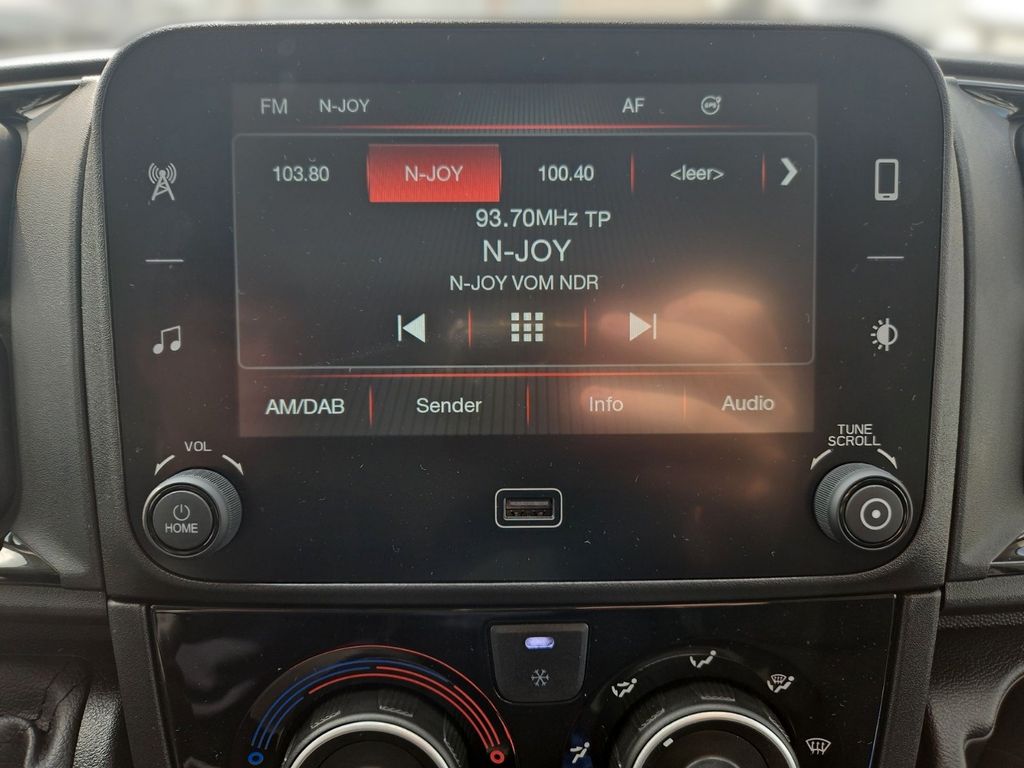 FM N-JOY AF
103.80 N-JOY 100.40 <leer>
93.70MHz TP
N-JOY
N-JOY VOM NDR
AM/DAB Sender Info Audio
VOL
TUNE
SCROLL
HOME